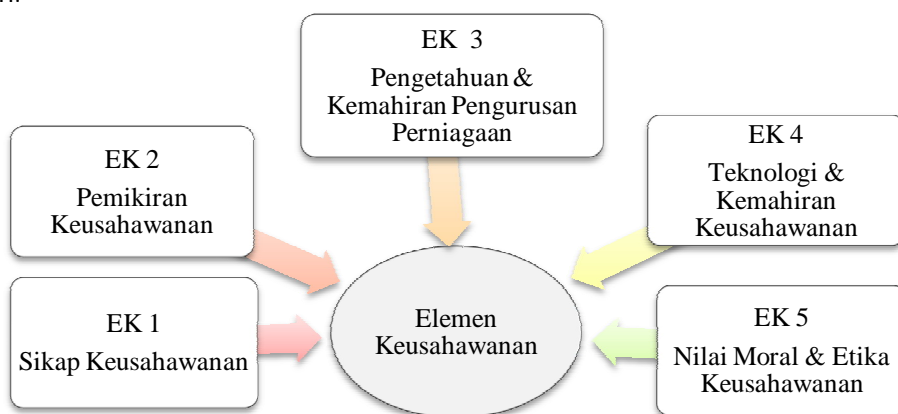 EK 3
Pengetahuan &
Kemahiran Pengurusan
Perniagaan
EK 2
Pemikiran
Keusahawanan
EK 4
Teknologi &
Kemahiran
Keusahawanan
EK 1
Sikap Keusahawanan
Elemen
Keusahawanan
EK 5
Nilai Moral & Etika
Keusahawanan